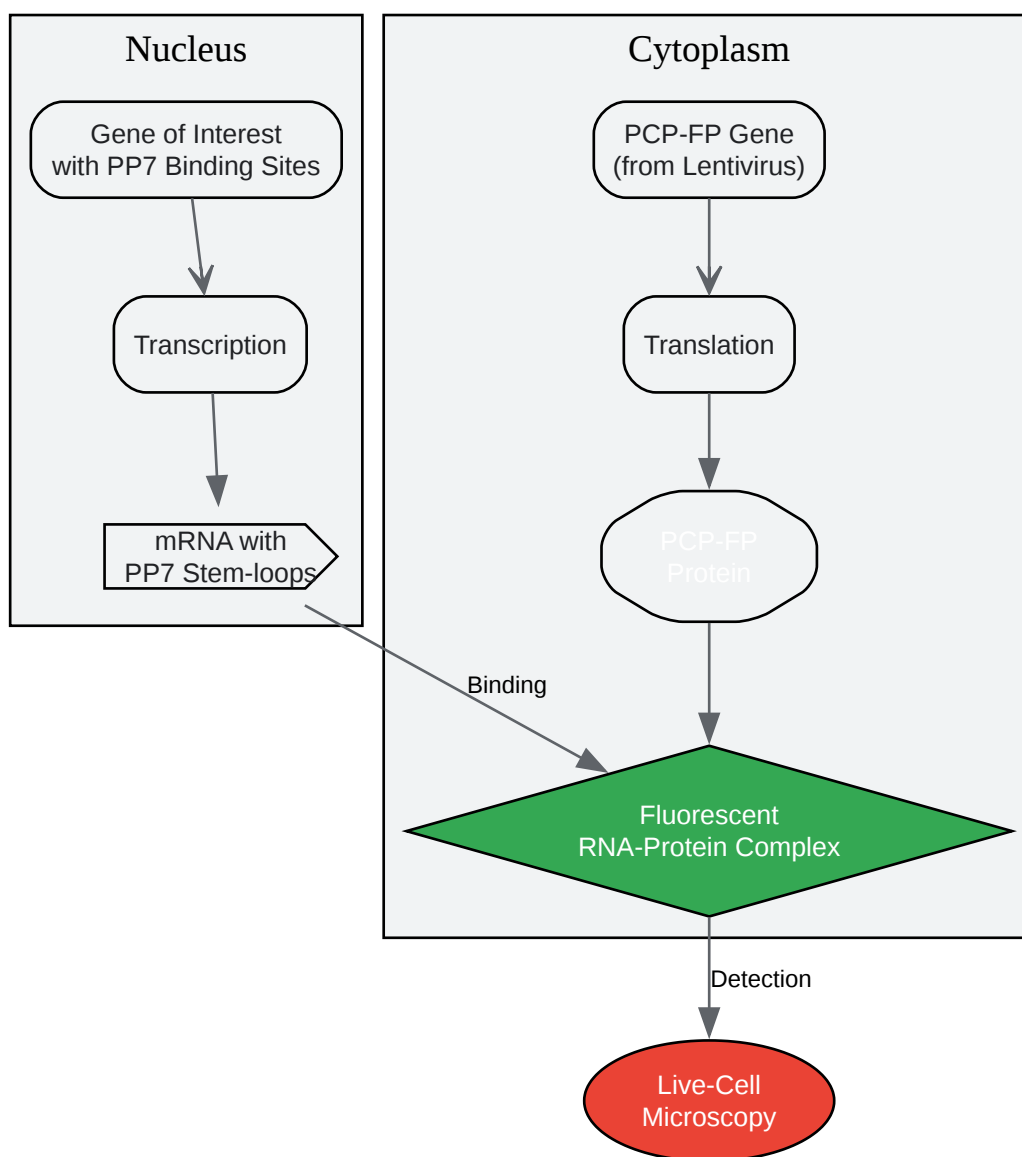 Nucleus
Gene of Interest
with PP7 Binding Sites
Transcription
mRNA with
PP7 Stem-loops
Cytoplasm
PCP-FP Gene
(from Lentivirus)
Translation
PCP-FP
Protein
Binding
Fluorescent
RNA-Protein Complex
Detection
Live-Cell
Microscopy